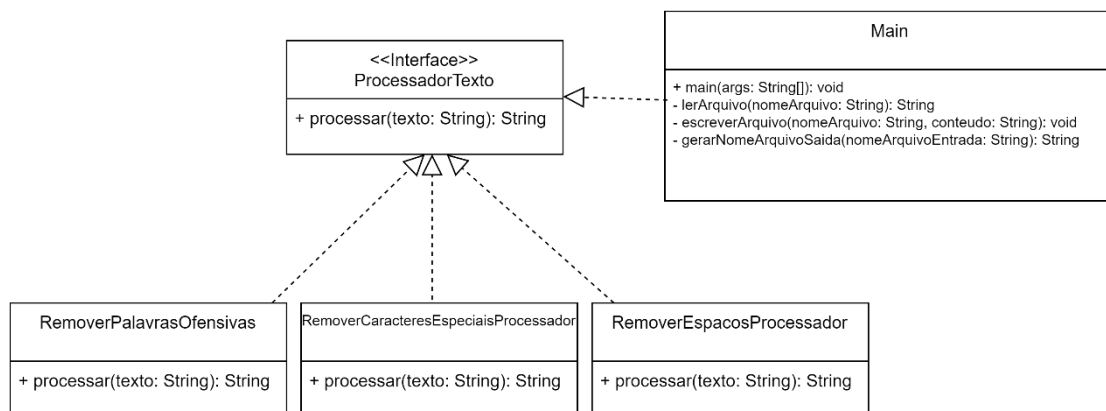 <<Interface>>
ProcessadorTexto
+ processar(texto: String): String
Main
+ main(args: String[]): void
- lerArquivo(nomeArquivo: String): String
- escreverArquivo(nomeArquivo: String, conteudo: String): void
- gerarNomeArquivoSaida(nomeArquivoEntrada: String): String
RemoverPalavrasOfensivas
+ processar(texto: String): String
RemoverCaracteresEspeciaisProcessador
+ processar(texto: String): String
RemoverEspacosProcessador
+ processar(texto: String): String